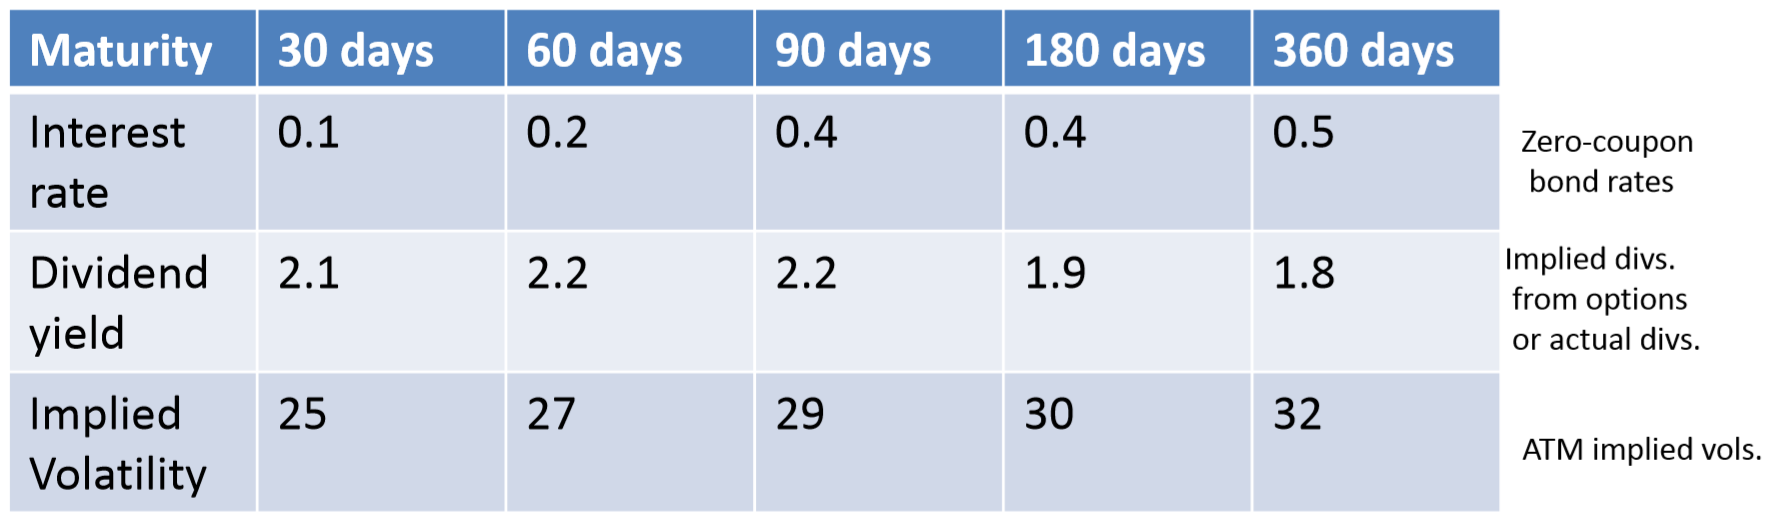 Maturity 30 days 60 days 90 days 180 days 360 days
Interest rate 0.1 0.2 0.4 0.4 0.5
Zero-coupon
bond rates
Dividend yield 2.1 2.2 2.2 1.9 1.8
Implied divs.
from options
or actual divs.
Implied Volatility 25 27 29 30 32
ATM implied vols.